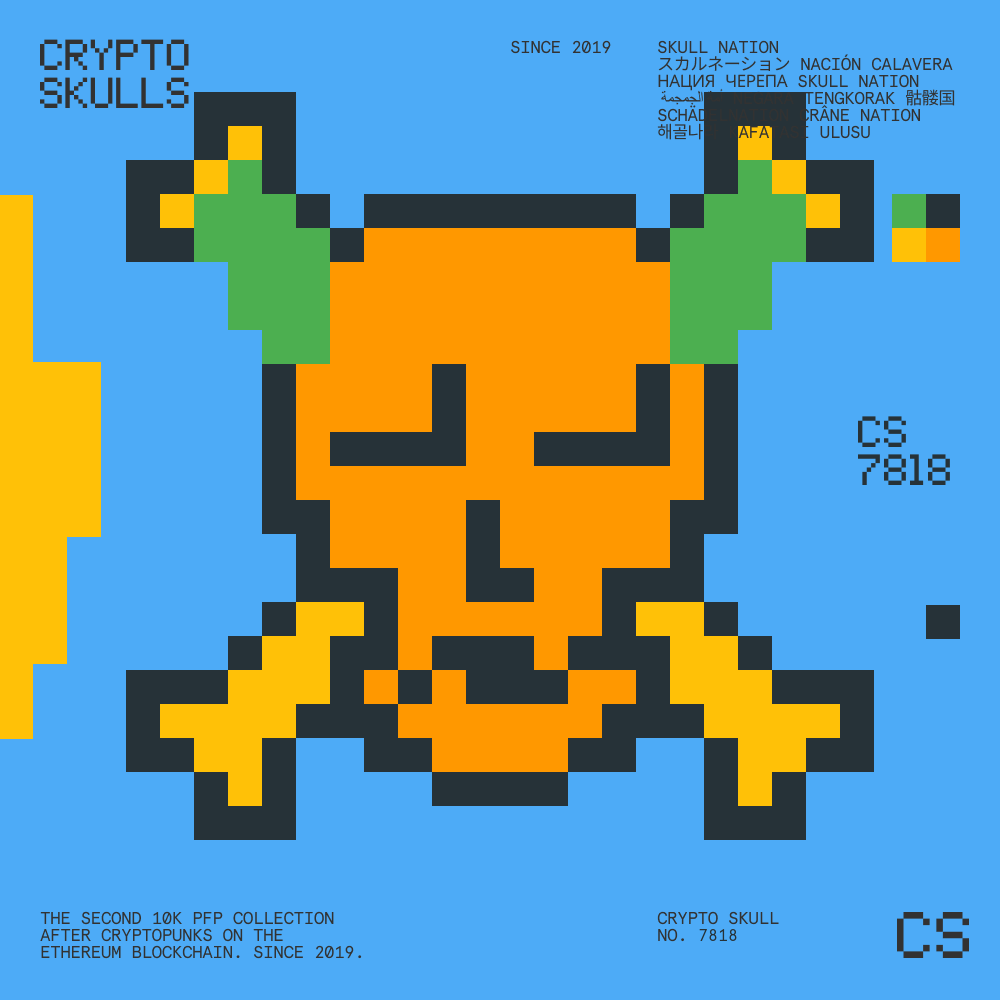 CRYPTO
SKULLS
SINCE 2019
SKULL NATION
スカルネーション NACIÓN CALAVERA
НАЦИЯ ЧЕРЕПА SKULL NATION
TENGKORAK 骷髅国
CRÂNE NATION
해골나 ULUSU
CS
7818
THE SECOND 10K PFP COLLECTION
AFTER CRYPTOPUNKS ON THE
ETHEREUM BLOCKCHAIN. SINCE 2019.
CRYPTO SKULL
NO. 7818
CS